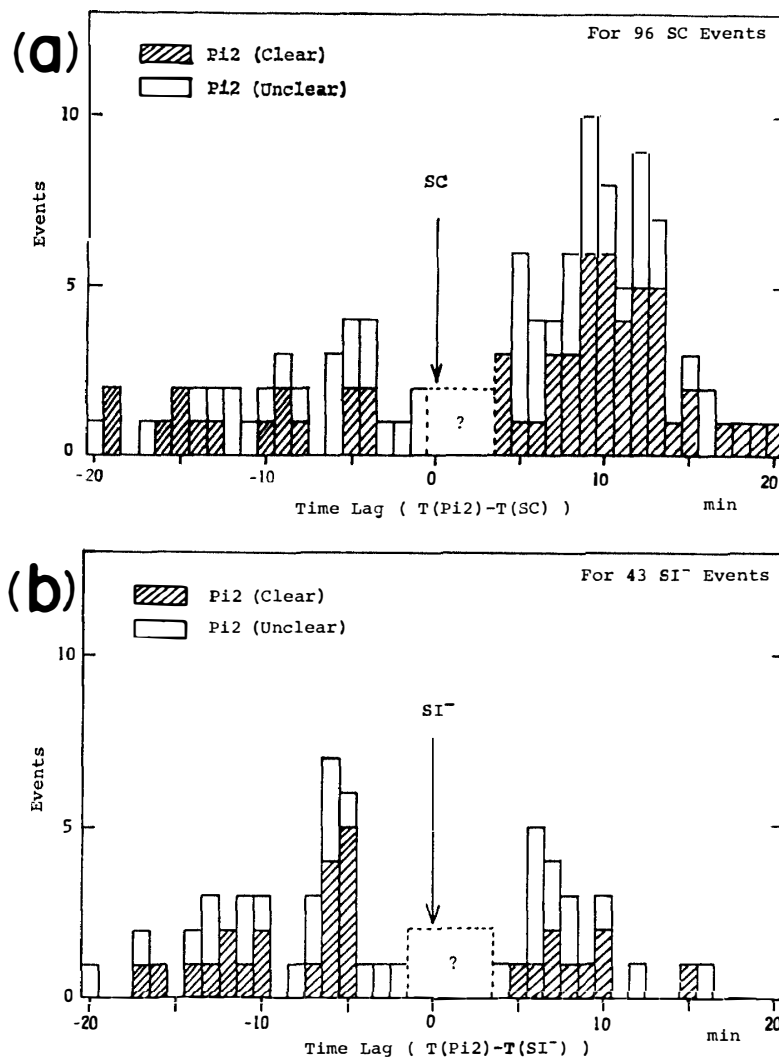 (a)
For 96 SC Events
Pi2 (Clear)
Pi2 (Unclear)
10
SC
Events
5
?
0
-20
-10
0
10
20
min
Time Lag ( T(Pi2)-T(SC) )
(b)
For 43 SI⁻ Events
Pi2 (Clear)
Pi2 (Unclear)
10
SI⁻
Events
5
?
0
-20
-10
0
10
20
min
Time Lag ( T(Pi2)-T(SI⁻) )